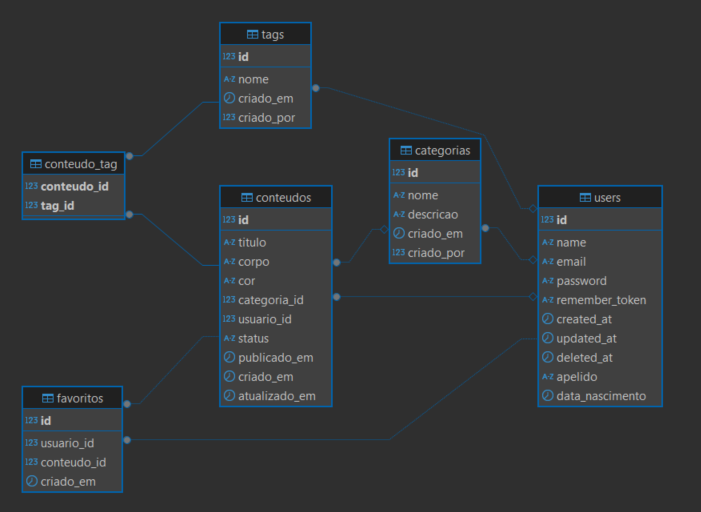 tags
123 id
A-Z nome
criado_em
123 criado_por
conteudo_tag
123 conteudo_id
123 tag_id
categorias
123 id
A-Z nome
A-Z descricao
criado_em
123 criado_por
conteudos
123 id
A-Z titulo
A-Z corpo
A-Z cor
123 categoria_id
123 usuario_id
A-Z status
publicado_em
criado_em
atualizado_em
users
123 id
A-Z name
A-Z email
A-Z password
A-Z remember_token
created_at
updated_at
deleted_at
A-Z apelido
data_nascimento
favoritos
123 id
123 usuario_id
123 conteudo_id
criado_em